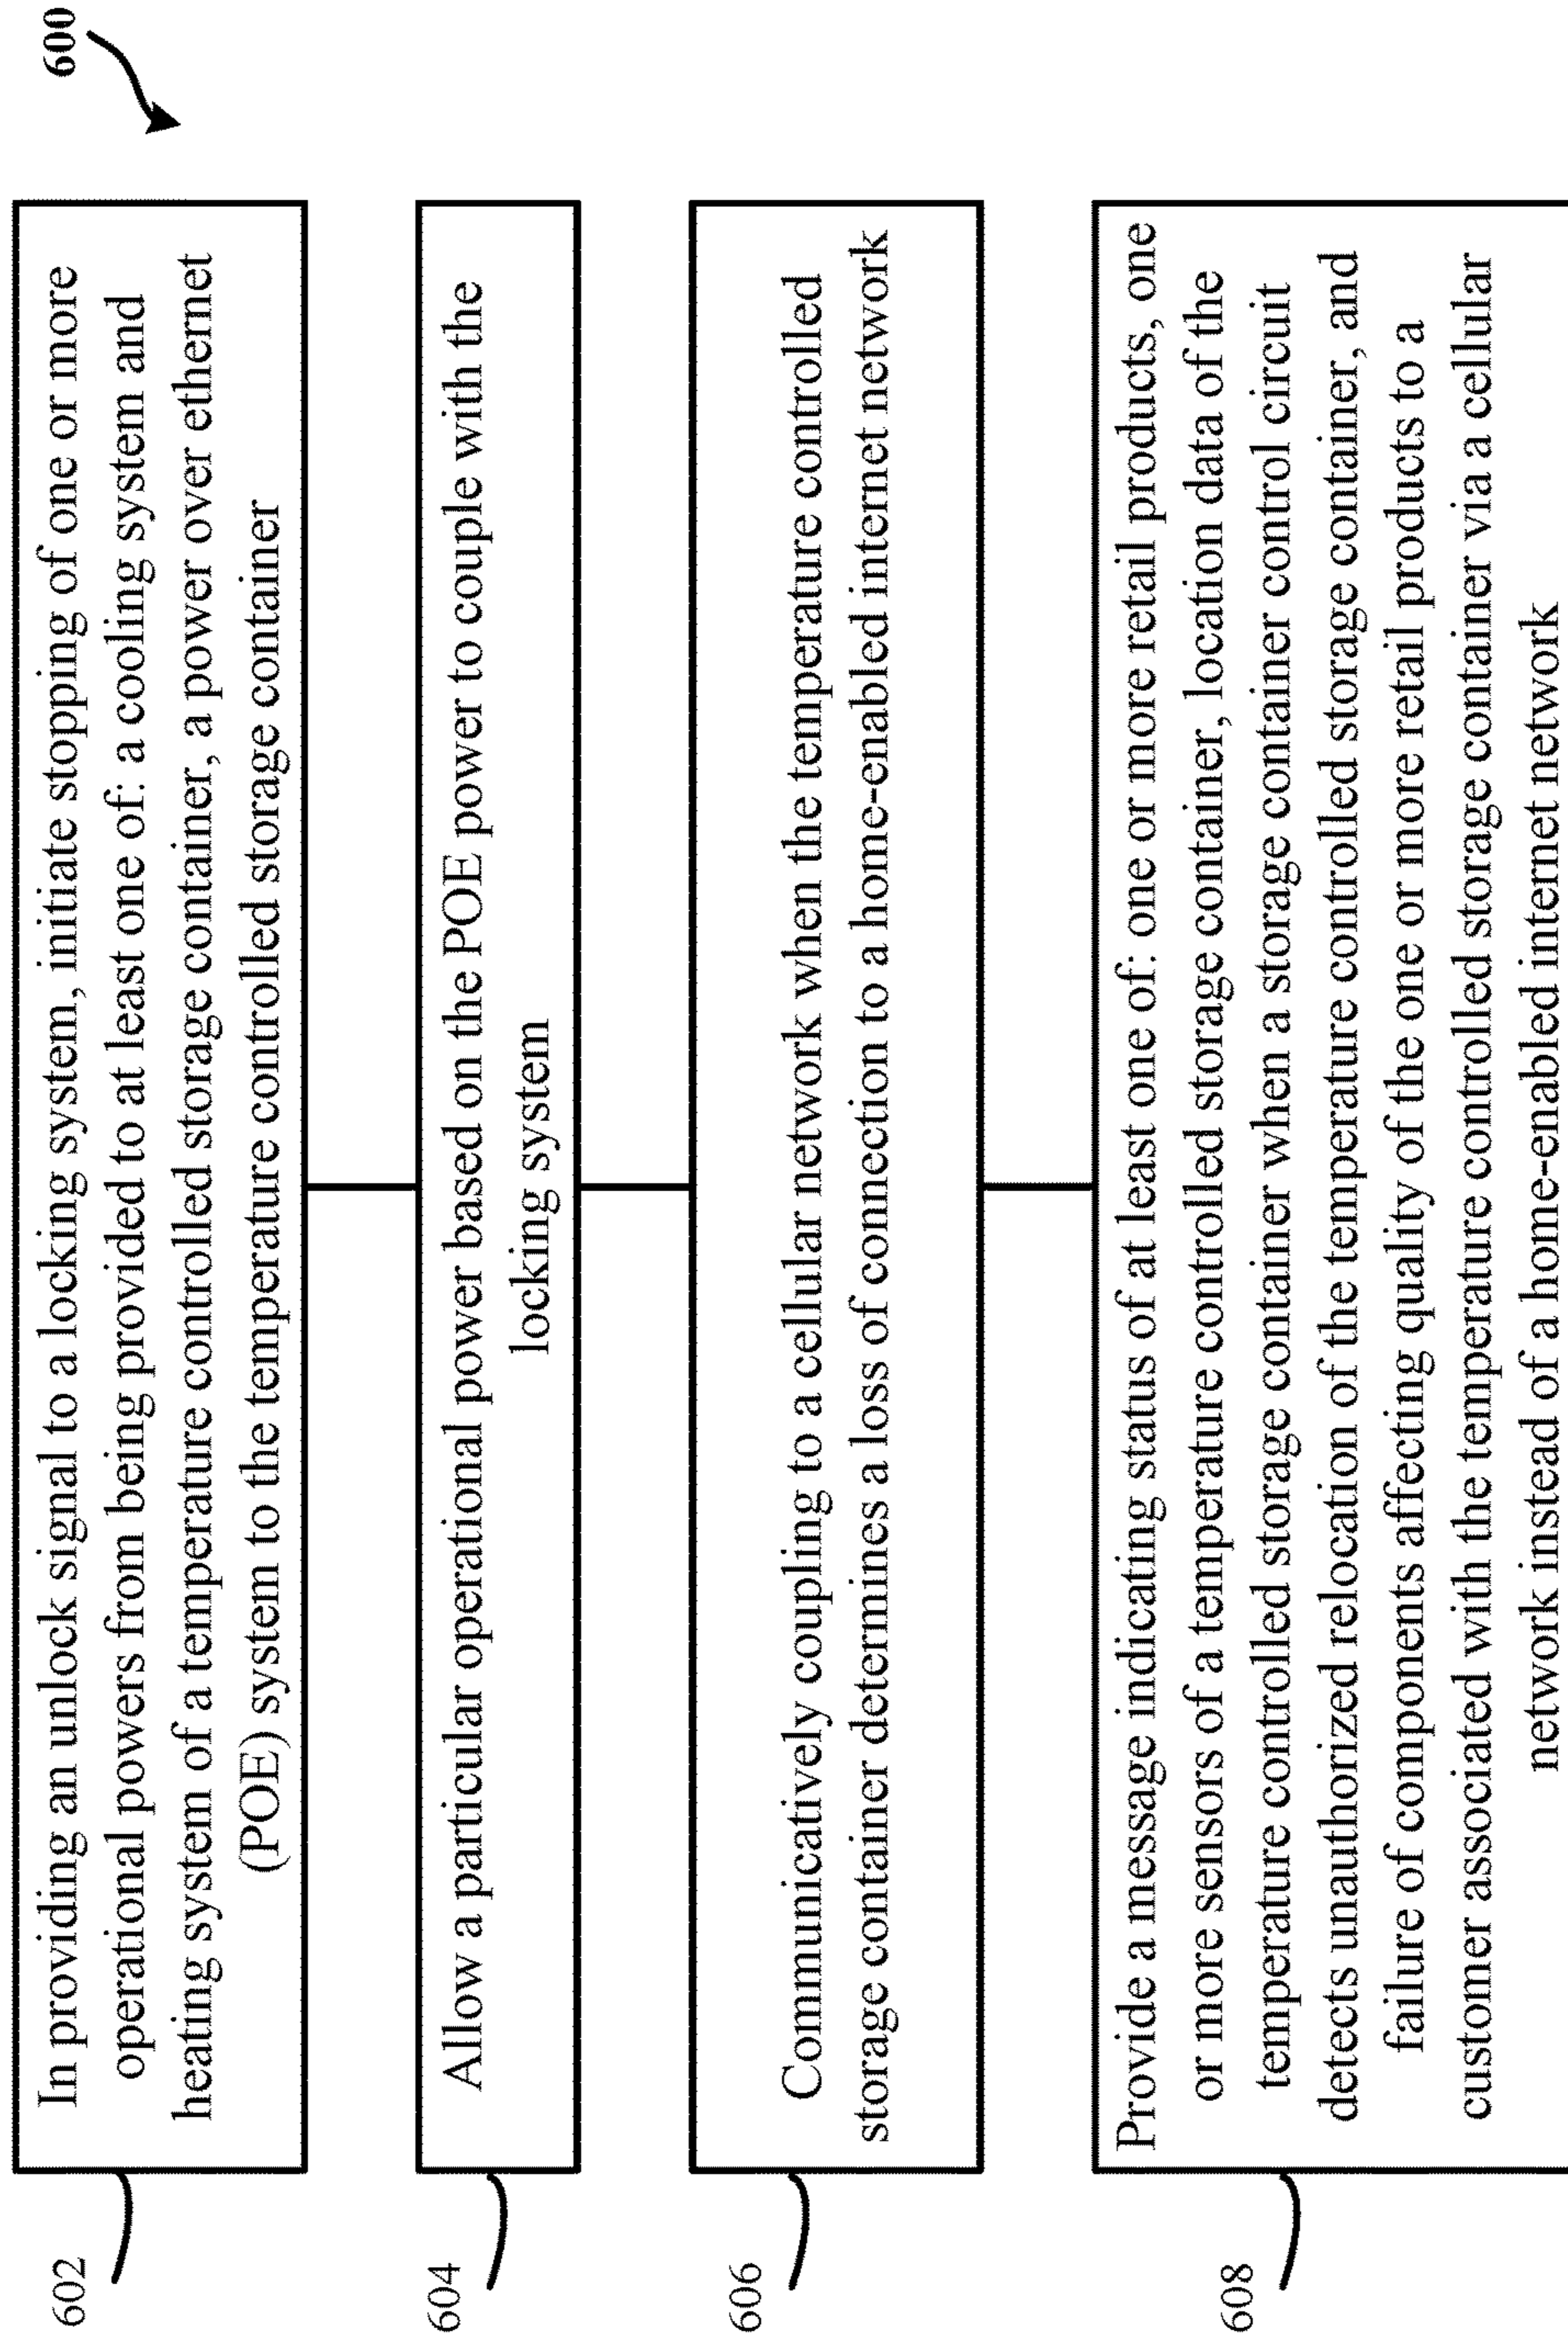 600
602
In providing an unlock signal to a locking system, initiate stopping of one or more
operational powers from being provided to at least one of: a cooling system and
heating system of a temperature controlled storage container, a power over ethernet
(POE) system to the temperature controlled storage container
604
Allow a particular operational power based on the POE power to couple with the
locking system
606
Communicatively coupling to a cellular network when the temperature controlled
storage container determines a loss of connection to a home-enabled internet network
608
Provide a message indicating status of at least one of: one or more retail products, one
or more sensors of a temperature controlled storage container, location data of the
temperature controlled storage container when a storage container control circuit
detects unauthorized relocation of the temperature controlled storage container, and
failure of components affecting quality of the one or more retail products to a
customer associated with the temperature controlled storage container via a cellular
network instead of a home-enabled internet network